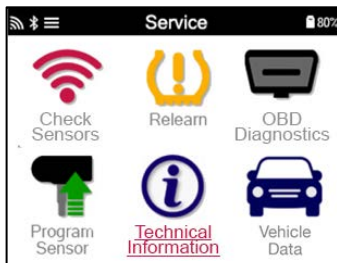 Service
80%
Check
Sensors
Relearn
OBD
Diagnostics
Program
Sensor
Technical
Information
Vehicle
Data